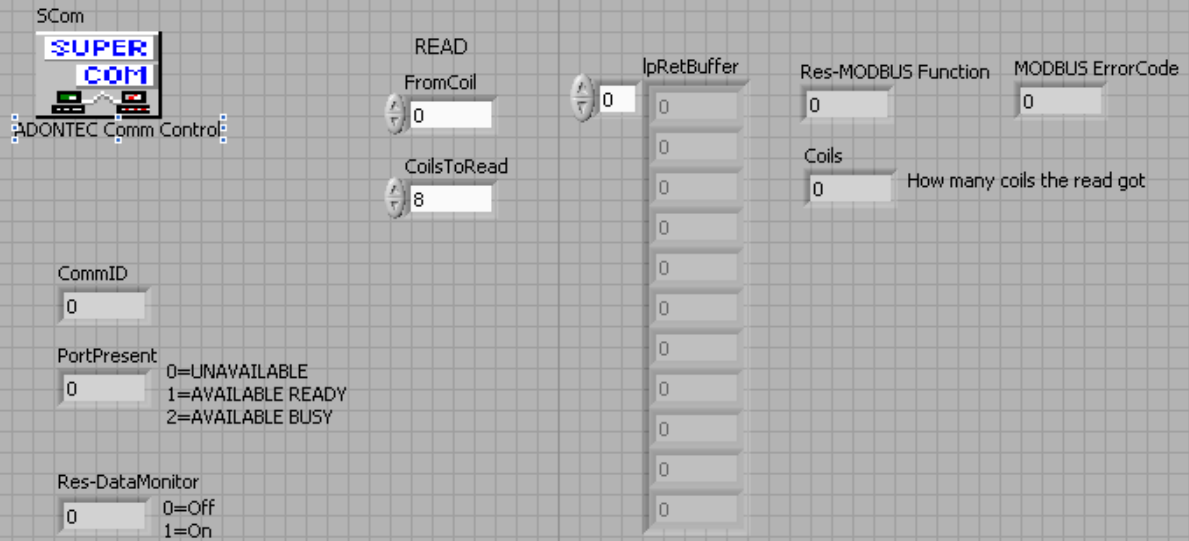 SCom
SUPER
COM
ADONTEC Comm Control
READ
FromCoil
0
CoilsToRead
8
CommID
0
PortPresent
0
0=UNAVAILABLE
1=AVAILABLE READY
2=AVAILABLE BUSY
Res-DataMonitor
0
0=Off
1=On
lpRetBuffer
0
0
0
0
0
0
0
0
0
0
0
0
Res-MODBUS Function
0
MODBUS ErrorCode
0
Coils
0
How many coils the read got